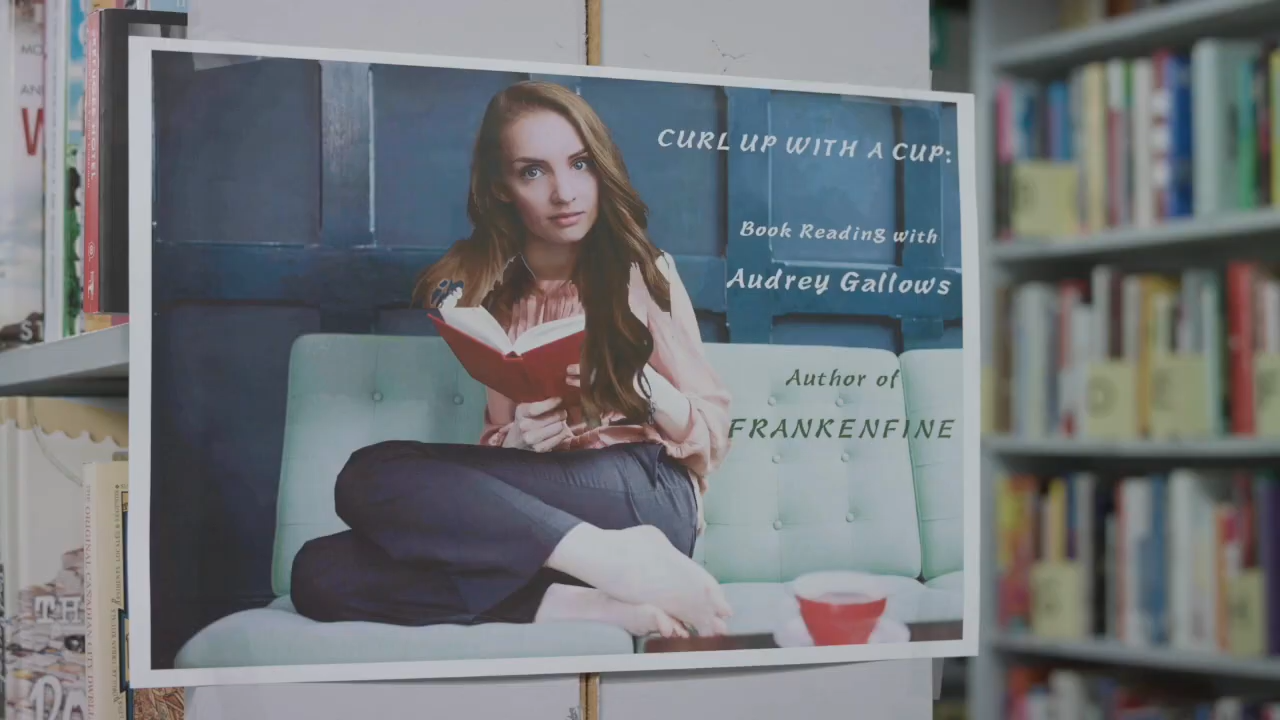 CURL UP WITH A CUP:
Book Reading with
Audrey Gallows
Author of
FRANKENFINE